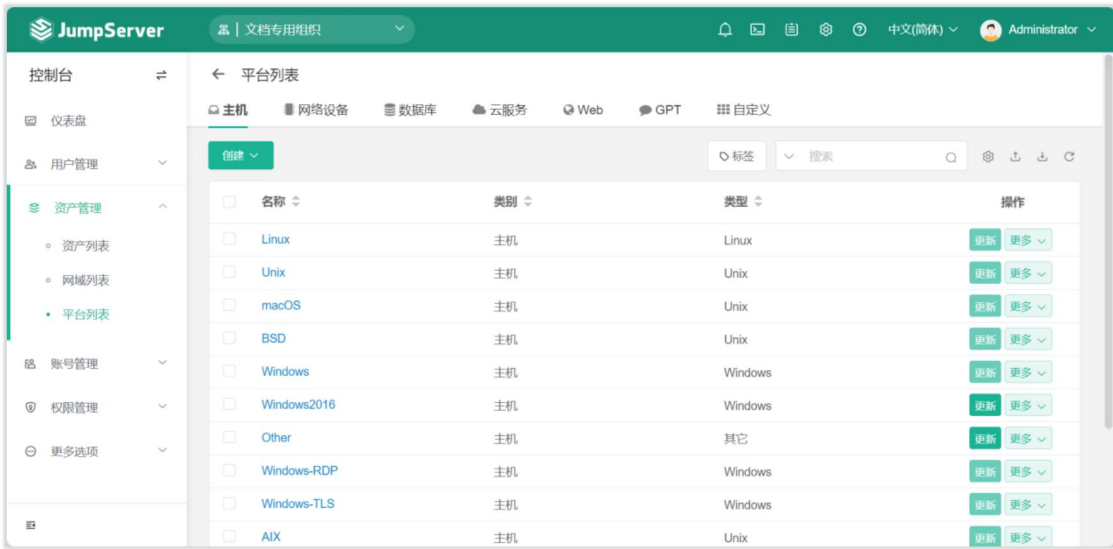 JumpServer 文档专用组织 中文(简体) Administrator
控制台
平台列表
主机 网络设备 数据库 云服务 Web GPT 自定义
仪表盘
创建 标签 搜索
用户管理
名称 类别 类型 操作
资产管理
Linux 主机 Linux 更新 更多
资产列表
Unix 主机 Unix 更新 更多
网域列表
macOS 主机 Unix 更新 更多
平台列表
BSD 主机 Unix 更新 更多
账号管理
Windows 主机 Windows 更新 更多
权限管理
Windows2016 主机 Windows 更新 更多
更多选项
Other 主机 其它 更新 更多
Windows-RDP 主机 Windows 更新 更多
Windows-TLS 主机 Windows 更新 更多
AIX 主机 Unix 更新 更多